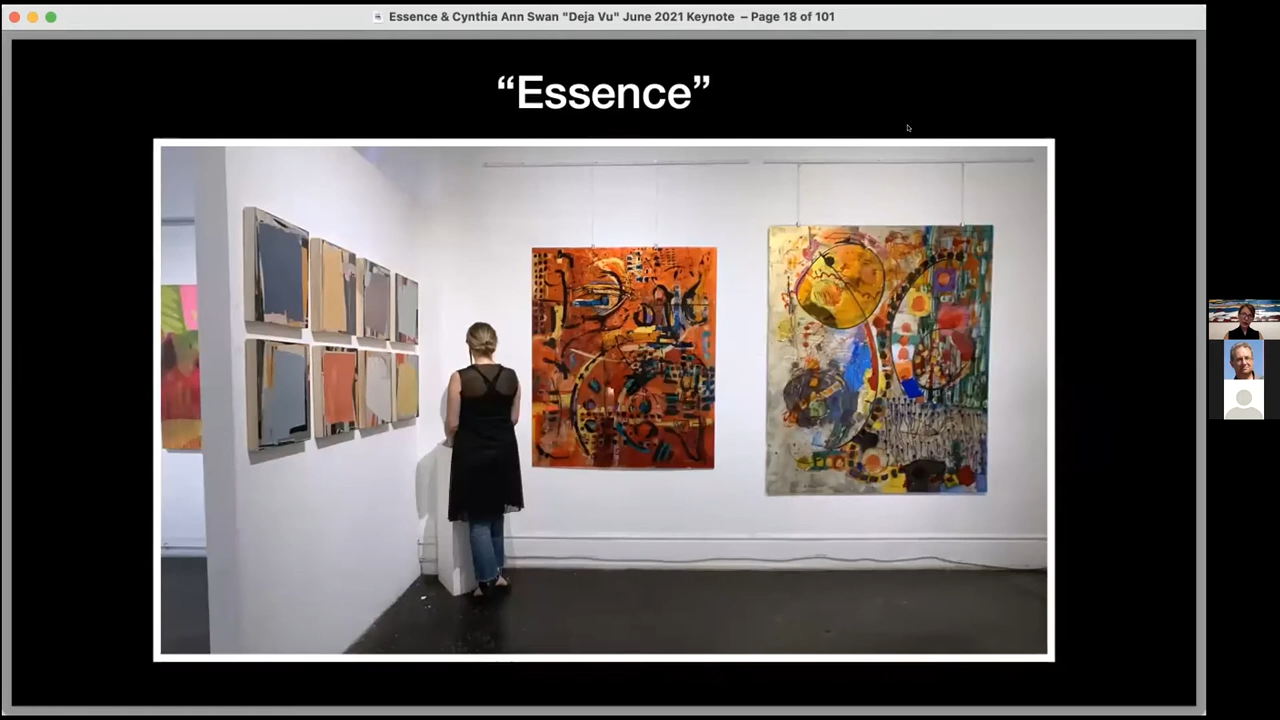 Essence & Cynthia Ann Swan "Deja Vu" June 2021 Keynote – Page 18 of 101
“Essence”